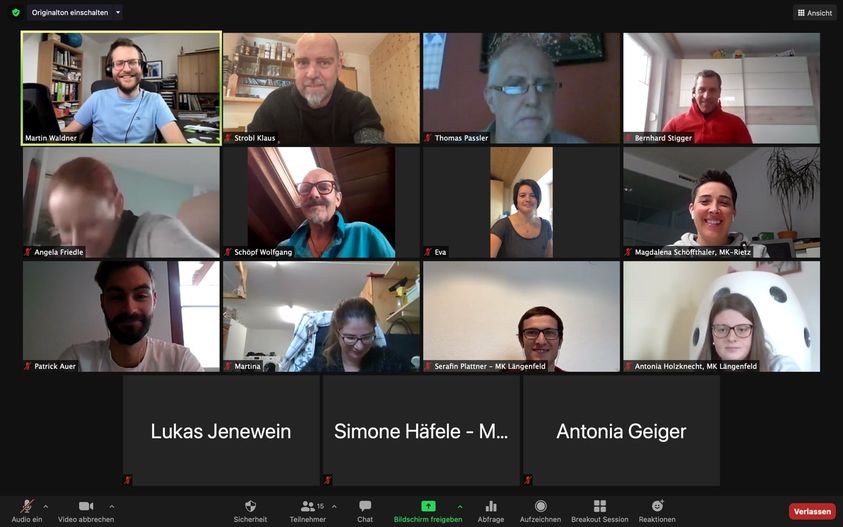 Originalton einschalten
Ansicht
Martin Waldner
Strobl Klaus
Thomas Passler
Bernhard Stigger
Angela Friedle
Schöpf Wolfgang
Eva
Magdalena Schöffthaler, MK-Rietz
Patrick Auer
Martina
Serafin Plattner - MK Längenfeld
Antonia Holzknecht, MK Längenfeld
Lukas Jenewein
Simone Häfele - M...
Antonia Geiger
Audio ein
Video abbrechen
Sicherheit
Teilnehmer
15
Chat
Bildschirm freigeben
Abfrage
Aufzeichnen
Breakout Session
Reaktionen
Verlassen